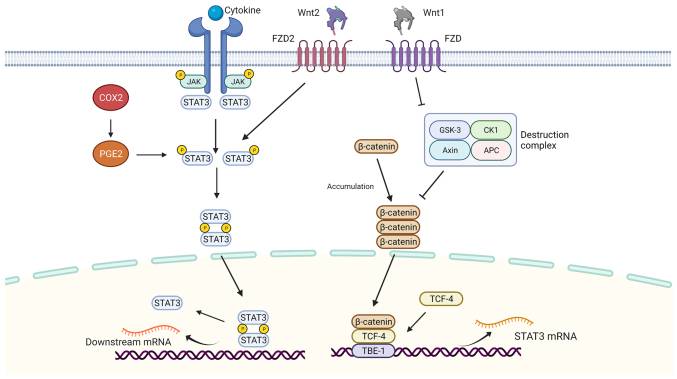 Cytokine
Wnt2
Wnt1
FZD2
FZD
P
P
JAK
JAK
STAT3
STAT3
COX2
PGE2
P
P
STAT3
STAT3
GSK-3
CK1
Axin
APC
Destruction
complex
β-catenin
Accumulation
STAT3
P
P
STAT3
β-catenin
β-catenin
β-catenin
STAT3
STAT3
P
P
STAT3
Downstream mRNA
TCF-4
β-catenin
TCF-4
TBE-1
STAT3 mRNA